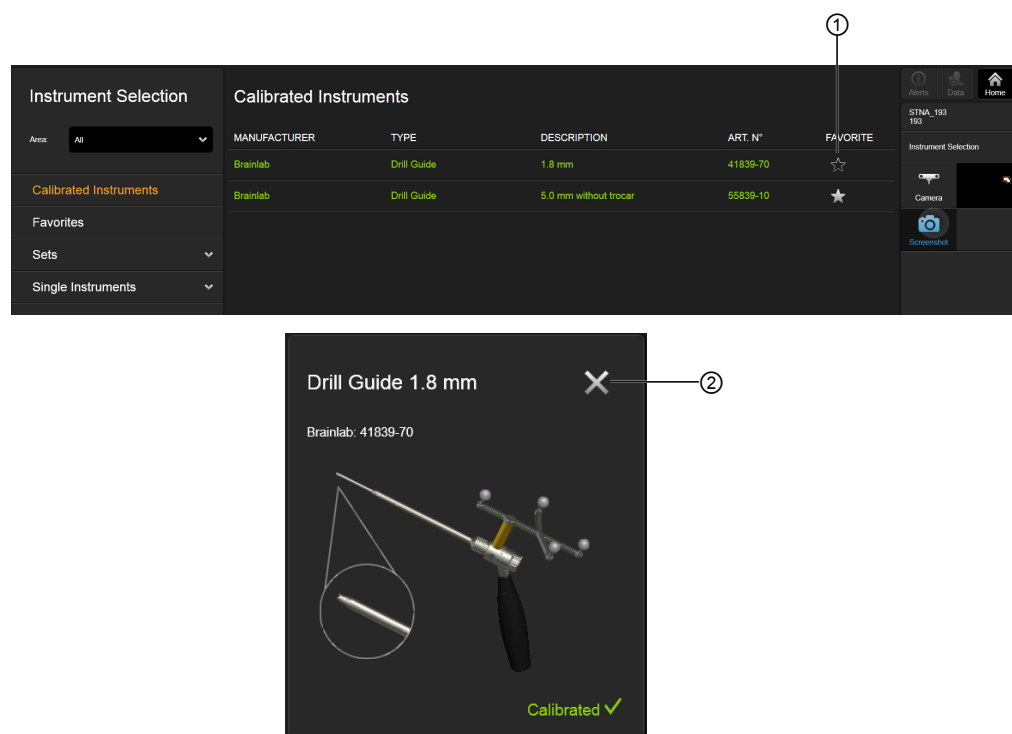 ①
Instrument Selection
Area: All
Calibrated Instruments
Favorites
Sets
Single Instruments
Calibrated Instruments
MANUFACTURER TYPE DESCRIPTION ART. N° FAVORITE
Brainlab Drill Guide 1.8 mm 41839-70
Brainlab Drill Guide 5.0 mm without trocar 55839-10
Alerts Data Home
STNA_193
193
Instrument Selection
Camera
Screenshot
Drill Guide 1.8 mm
②
Brainlab: 41839-70
Calibrated